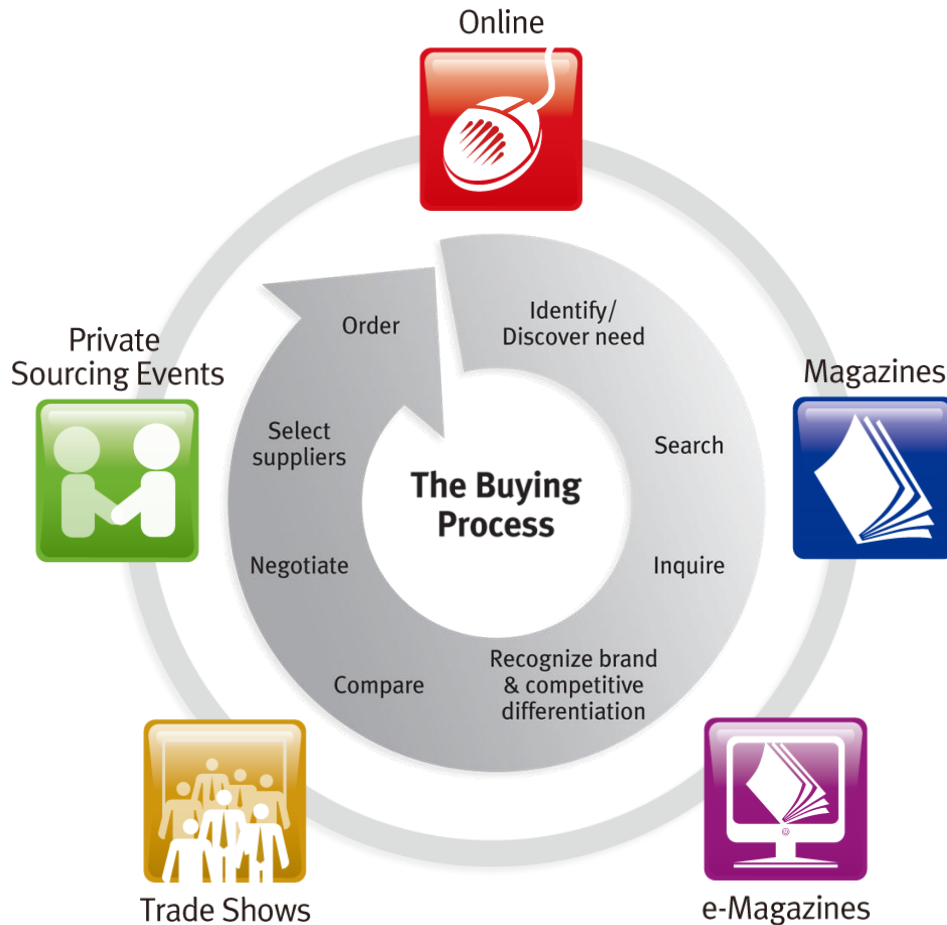 Online
Identify/
Discover need
Order
Private
Sourcing Events
Magazines
Select
suppliers
Search
The Buying
Process
Negotiate
Inquire
Recognize brand
& competitive
differentiation
Compare
Trade Shows
e-Magazines